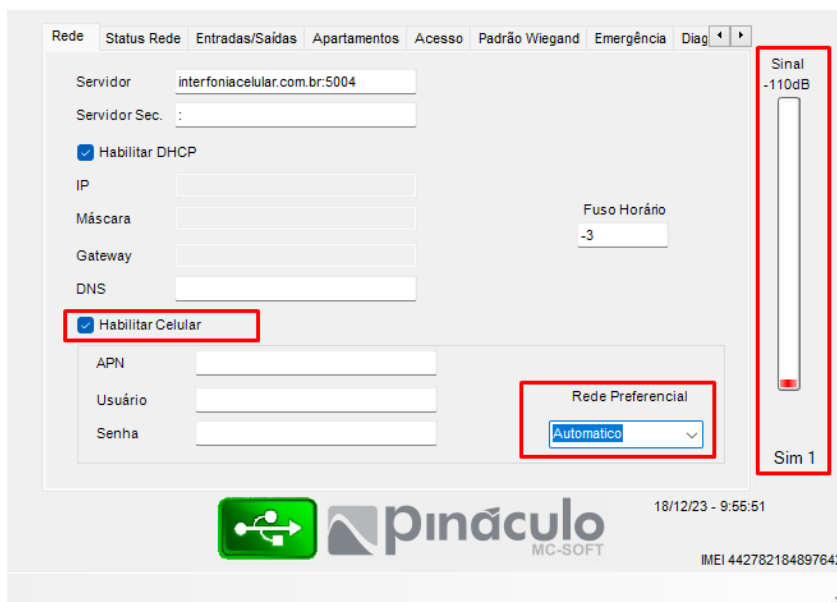 Rede Status Rede Entradas/Saídas Apartamentos Acesso Padrão Wiegand Emergência Diag
Sinal
-110dB
Servidor interfoniacelular.com.br:5004
Servidor Sec. :
Habilitar DHCP
IP
Máscara
Fuso Horário
-3
Gateway
DNS
Habilitar Celular
APN
Usuário
Rede Preferencial
Senha
Automatico
Sim 1
18/12/23 - 9:55:51
pináculo
MC-SOFT
IMEI 442782184897642